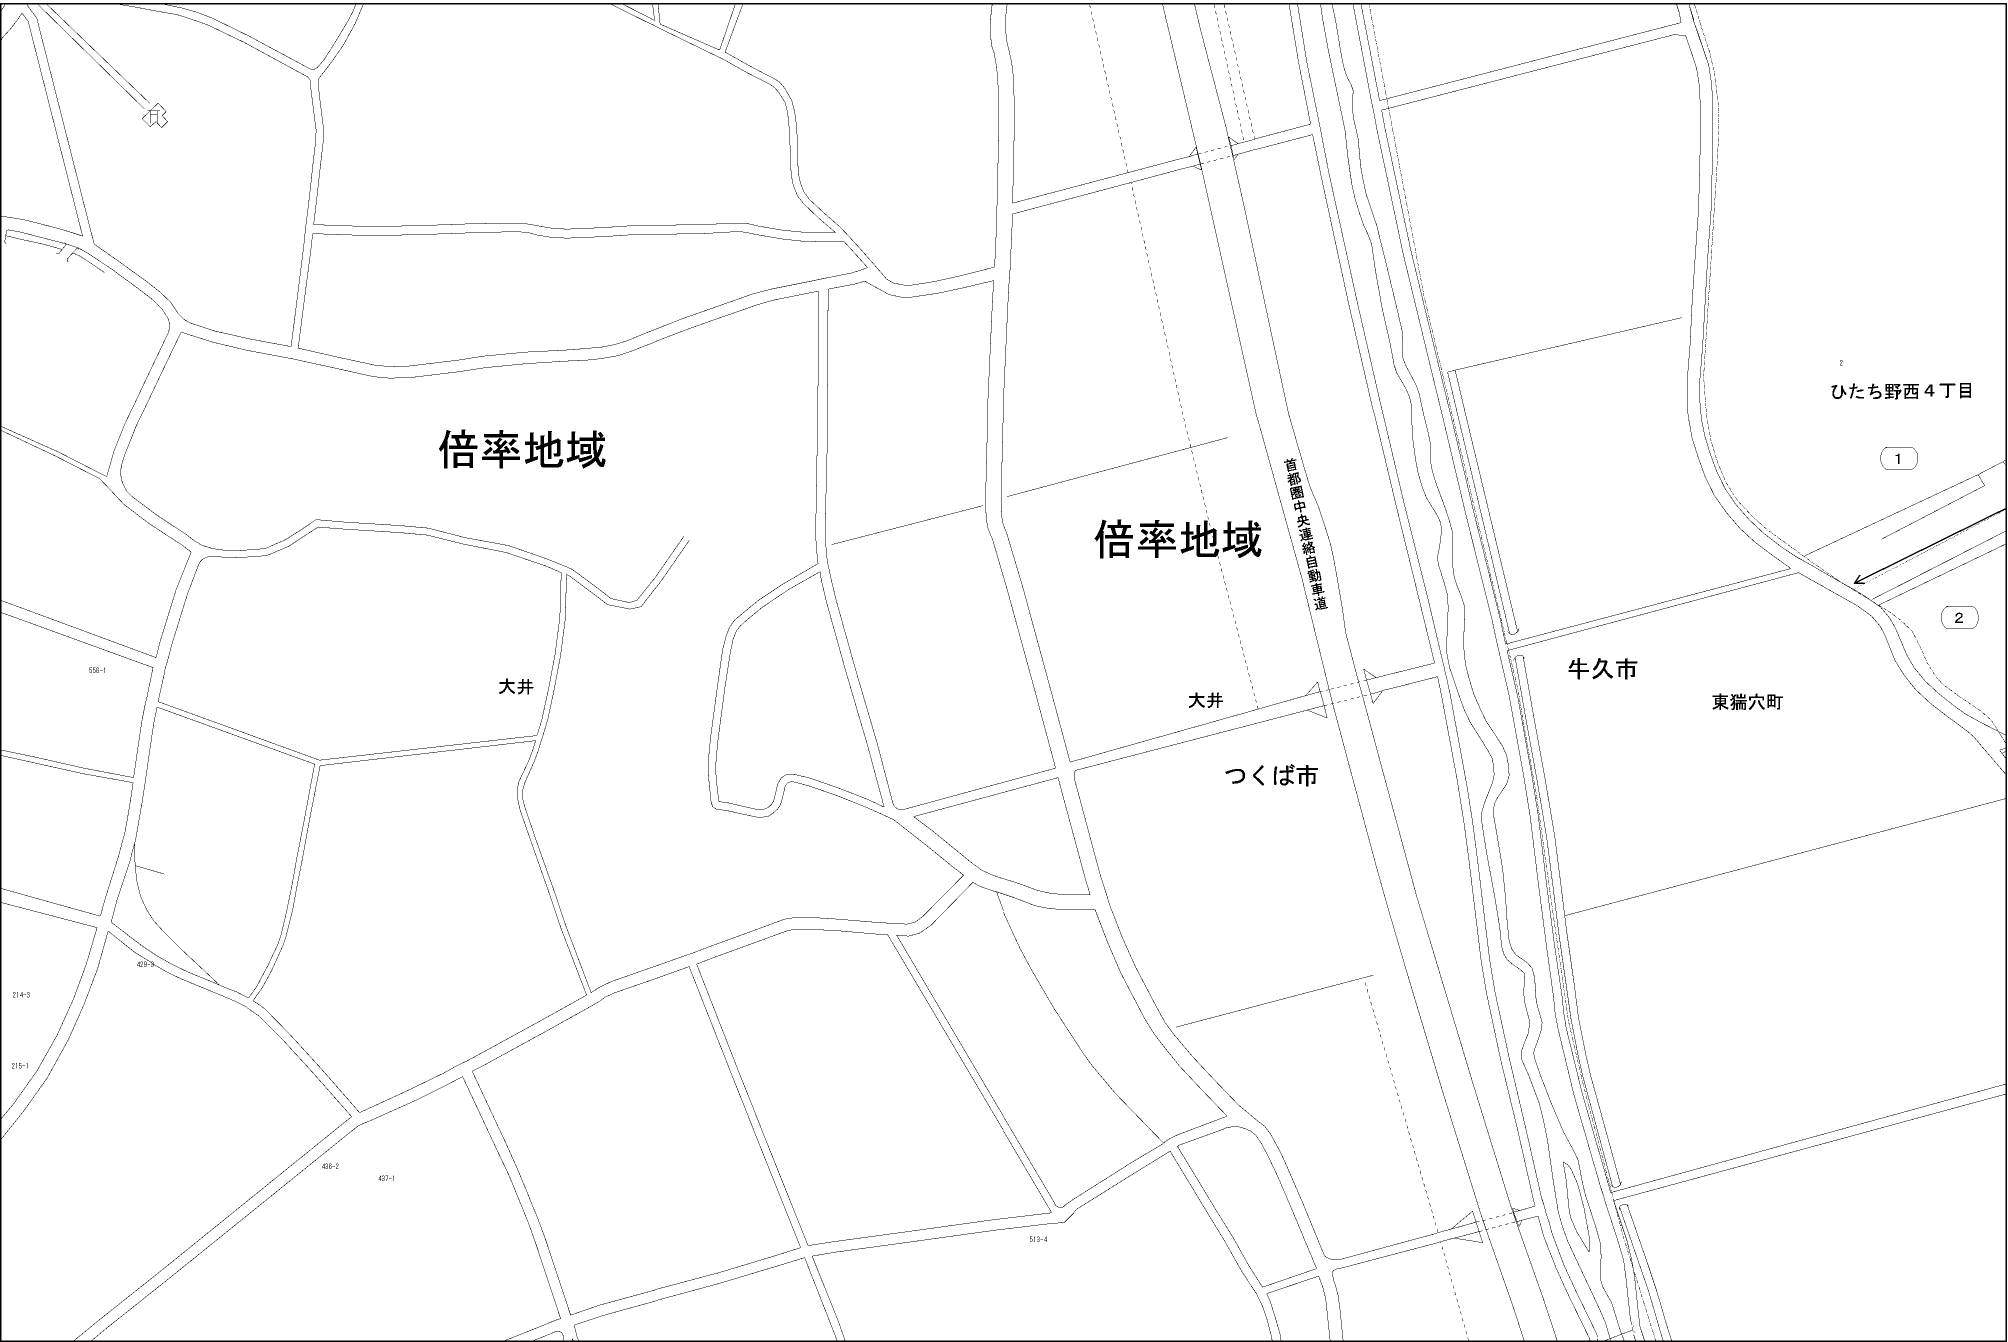 2
ひたち野西４丁目
倍率地域
1
首都圏中央連絡自動車道
倍率地域
2
556-1
大井
牛久市
大井
東猯穴町
つくば市
429-3
214-3
215-1
436-2
437-1
513-4